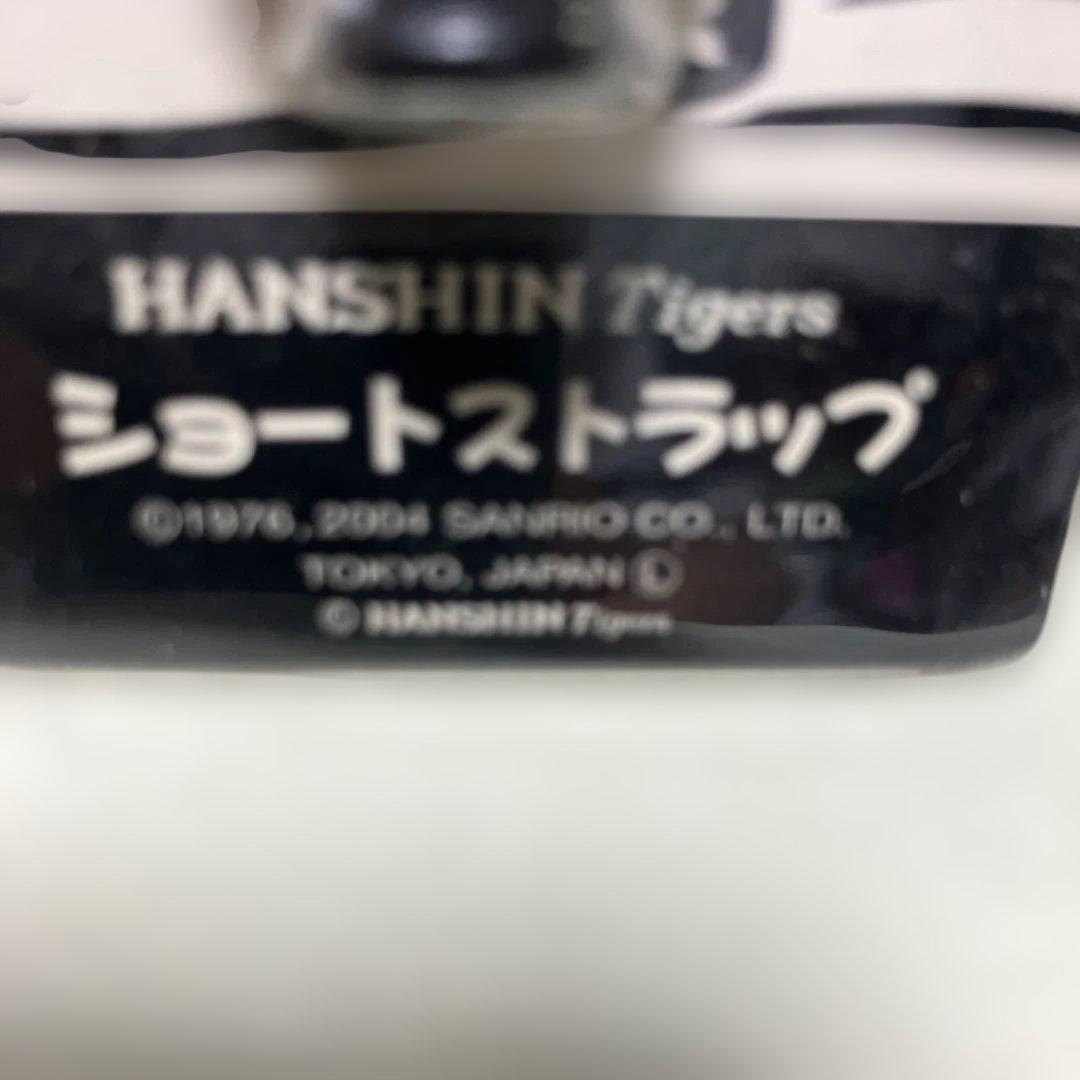 HANSHIN Tigers
ショートストラップ
©1976,2004 SANRIO CO., LTD.
TOKYO, JAPAN Ⓛ
© HANSHIN Tigers